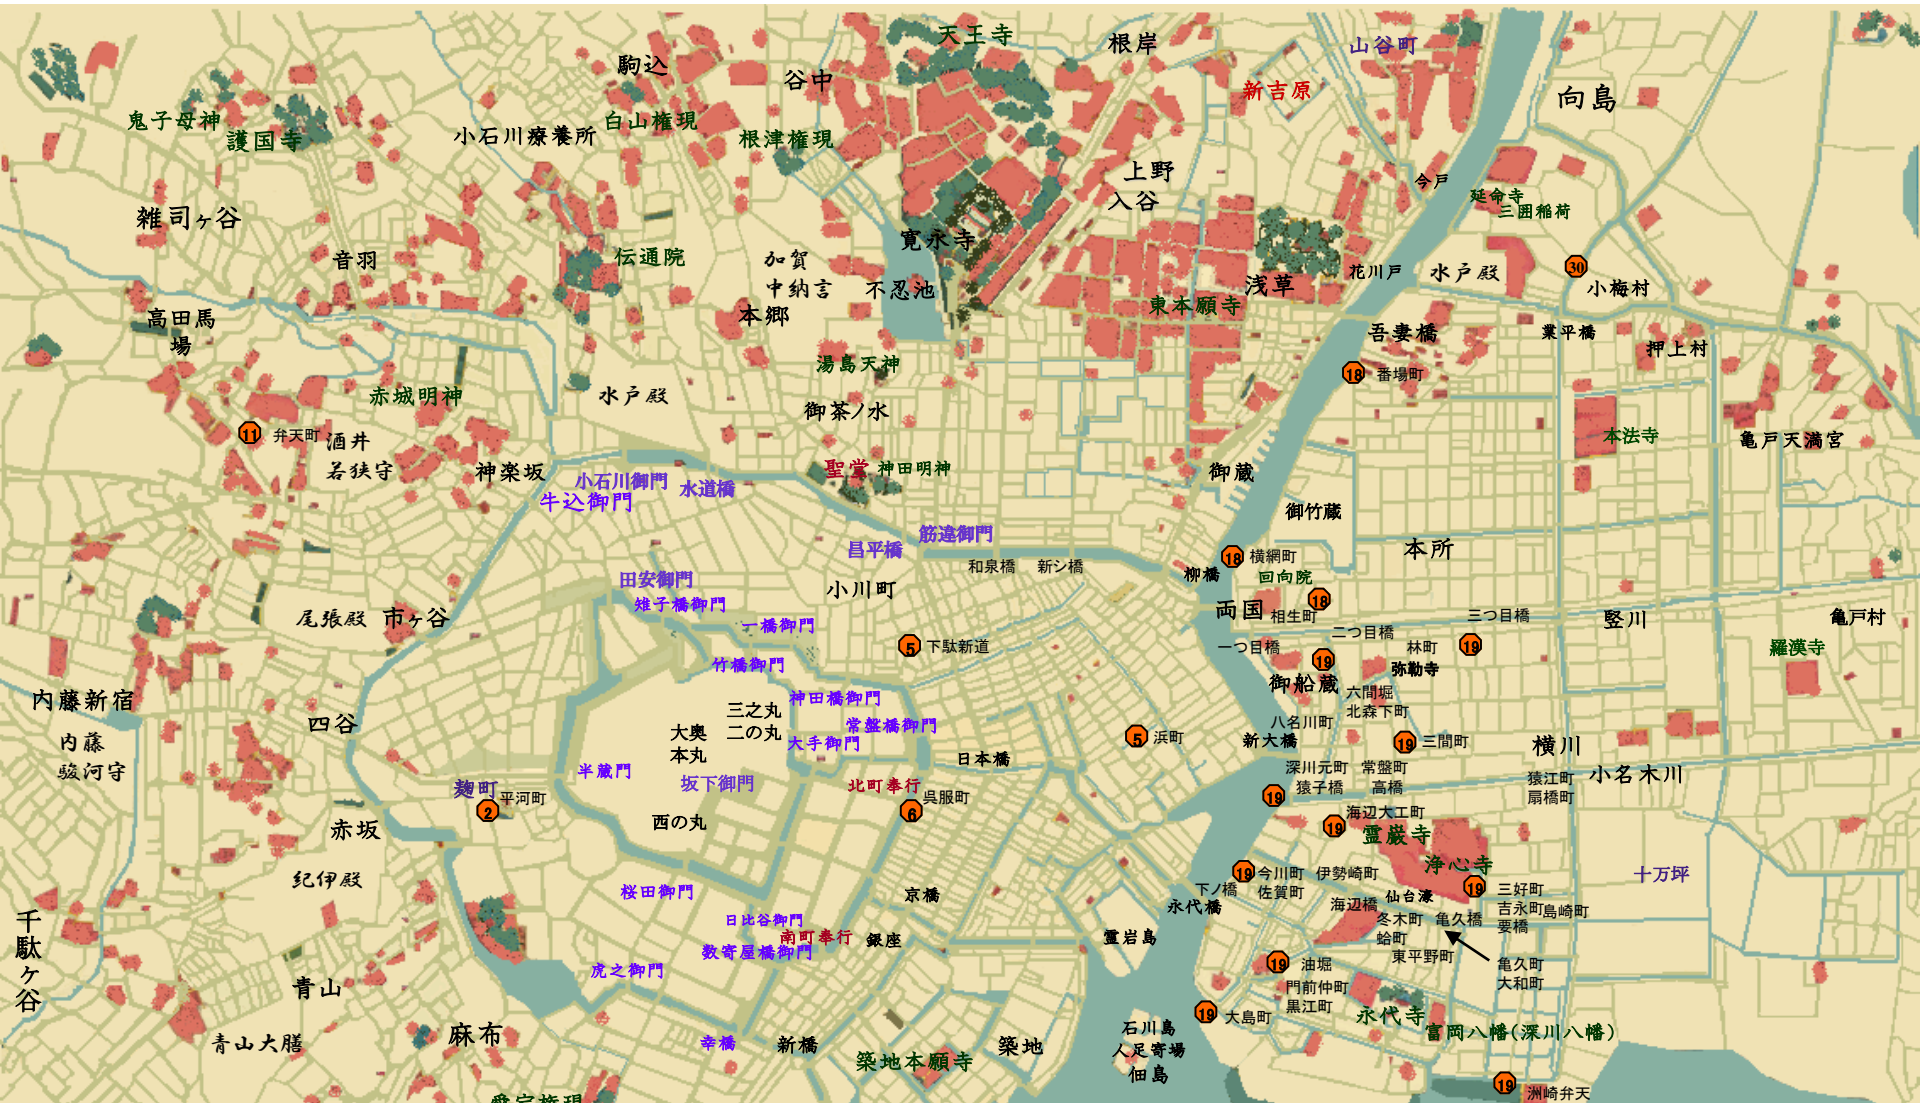 天王寺
根岸
山谷町
駒込
谷中
新吉原
向島
鬼子母神
護国寺
小石川療養所
白山権現
根津権現
上野
入谷
今戸
延命寺
三囲稲荷
雑司ヶ谷
音羽
伝通院
加賀
中納言
本郷
寛永寺
不忍池
浅草
東本願寺
花川戸
水戸殿
30
小梅村
高田馬
場
湯島天神
吾妻橋
業平橋
押上村
赤城明神
水戸殿
御茶ノ水
18
番場町
11
弁天町
酒井
若狭守
神楽坂
小石川御門
牛込御門
水道橋
聖堂
神田明神
御蔵
本法寺
亀戸天満宮
御竹蔵
昌平橋
筋違御門
和泉橋
新シ橋
柳橋
18
横網町
回向院
本所
田安御門
雉子橋御門
小川町
一橋御門
両国
相生町
18
尾張殿
市ヶ谷
5
下駄新道
一つ目橋
二つ目橋
三つ目橋
林町
19
竪川
亀戸村
羅漢寺
竹橋御門
19
弥勒寺
御船蔵
六間堀
北森下町
内藤新宿
四谷
神田橋御門
三之丸
二の丸
常盤橋御門
大手御門
大奥
本丸
5
浜町
八名川町
新大橋
19
三間町
横川
内藤
駿河守
半蔵門
坂下御門
日本橋
深川元町
常盤町
猿子橋
高橋
小名木川
猿江町
扇橋町
麹町
2
平河町
北町奉行
6
呉服町
19
赤坂
西の丸
19
海辺大工町
霊巌寺
浄心寺
紀伊殿
桜田御門
京橋
19
今川町
佐賀町
伊勢崎町
下ノ橋
永代橋
海辺橋
仙台濠
19
三好町
吉永町
島崎町
要橋
十万坪
千駄ヶ谷
日比谷御門
南町奉行
銀座
数寄屋橋御門
霊岩島
冬木町
亀久橋
蛤町
東平野町
亀久町
大和町
虎之御門
19
油堀
青山
門前仲町
黒江町
永代寺
富岡八幡(深川八幡)
19
大島町
青山大膳
麻布
幸橋
新橋
築地本願寺
築地
石川島
人足寄場
佃島
19
洲崎弁天
愛宕権現